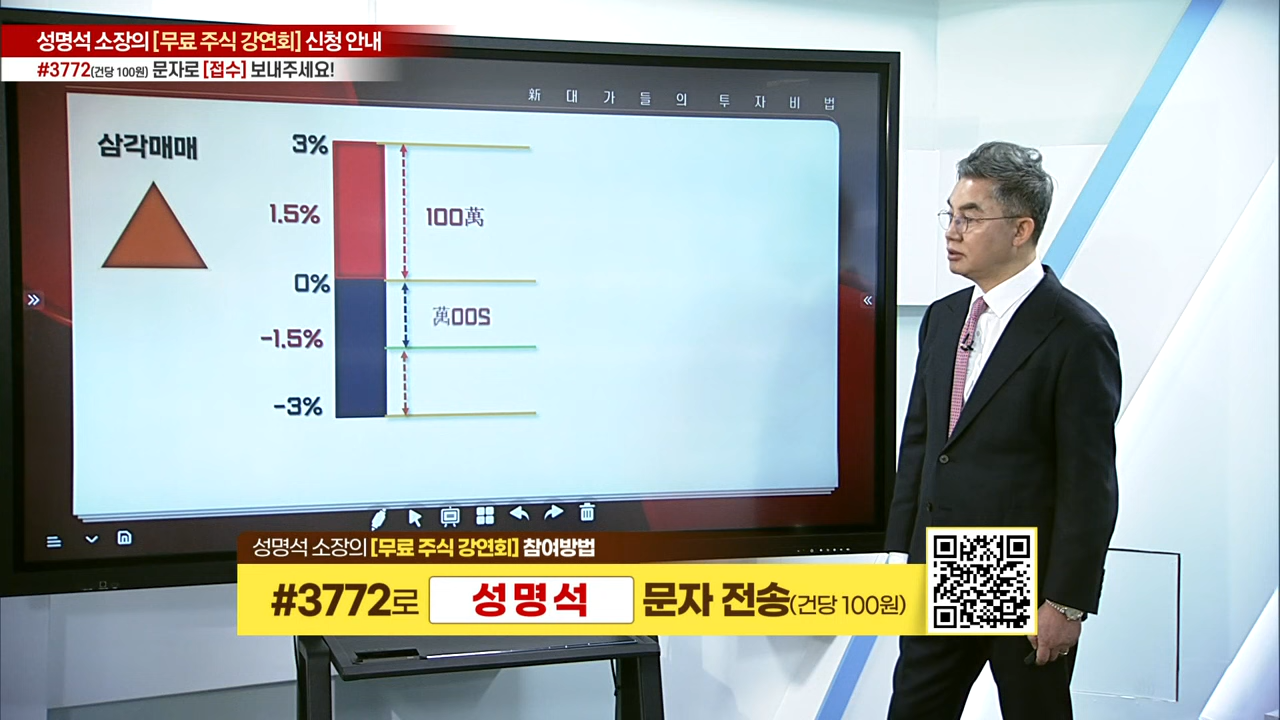 성명석 소장의 [무료 주식 강연회] 신청 안내
#3772(건당 100원) 문자로 [접수] 보내주세요!
新 대 가 들 의 투 자 비 법
삼각매매
3%
1.5%
100萬
0%
200萬
-1.5%
-3%
성명석 소장의 [무료 주식 강연회] 참여방법
#3772로 성명석 문자 전송(건당 100원)